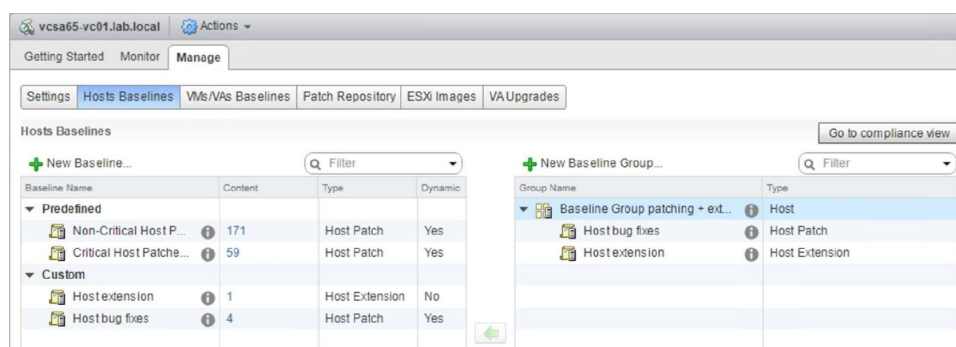 vcsa65-vc01.lab.local Actions
Getting Started Monitor Manage
Settings Hosts Baselines VMs/VAs Baselines Patch Repository ESXi Images VA Upgrades
Hosts Baselines
Go to compliance view
New Baseline... Filter
Baseline Name Content Type Dynamic
Predefined
Non-Critical Host P... 171 Host Patch Yes
Critical Host Patche... 59 Host Patch Yes
Custom
Host extension 1 Host Extension No
Host bug fixes 4 Host Patch Yes
New Baseline Group... Filter
Group Name Type
Baseline Group patching + ext... Host
Host bug fixes Host Patch
Host extension Host Extension